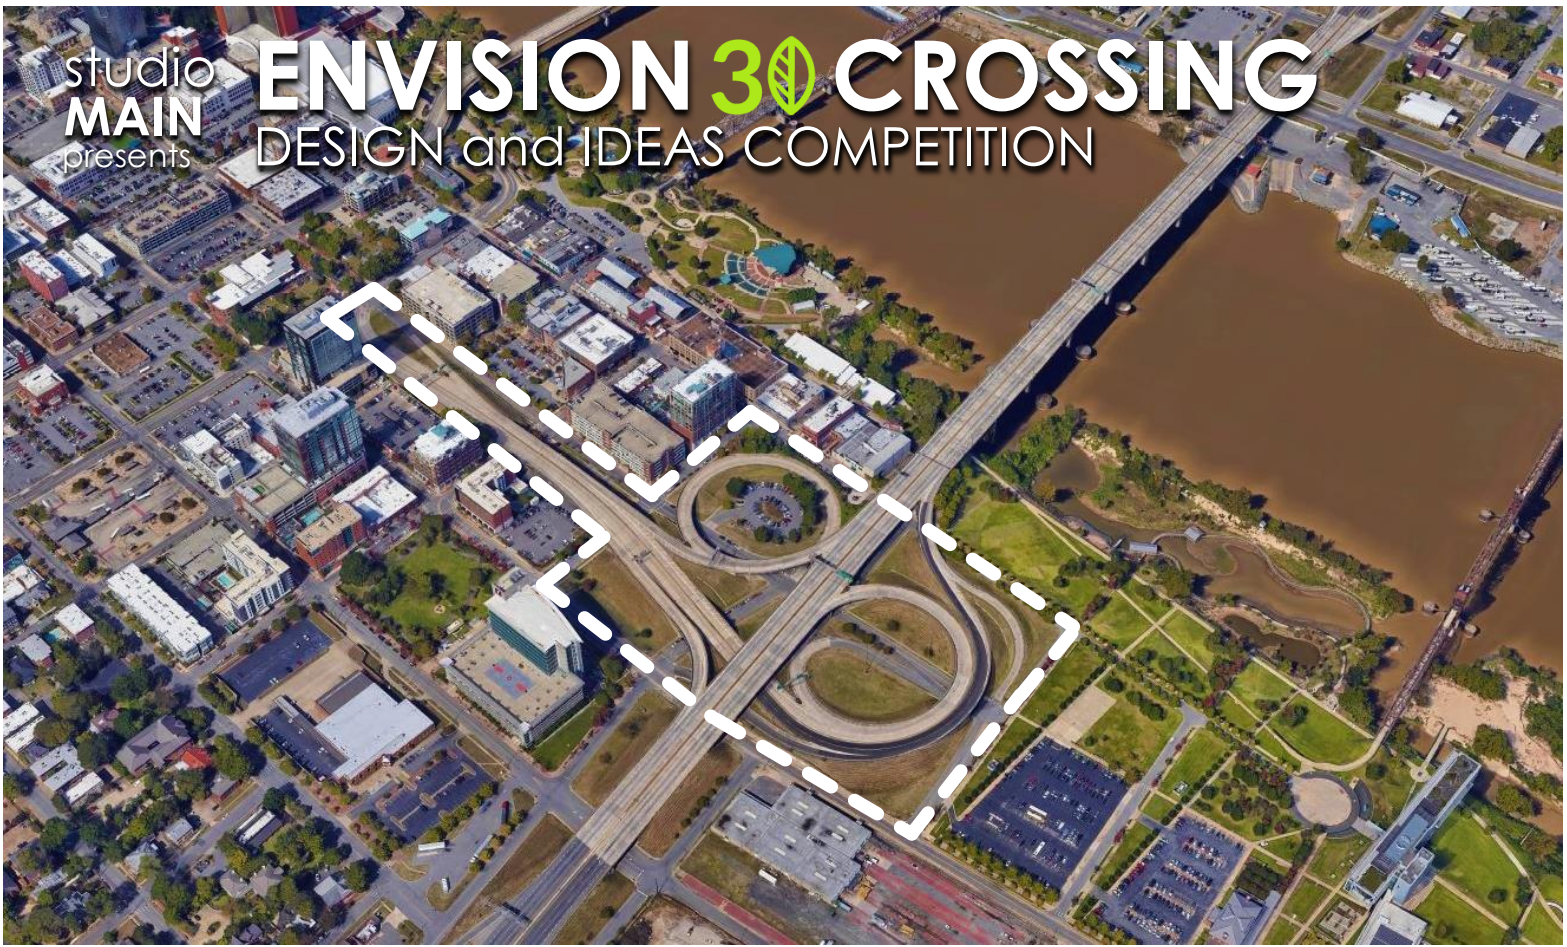 studio
MAIN
presents
ENVISION 30 CROSSING
DESIGN and IDEAS COMPETITION